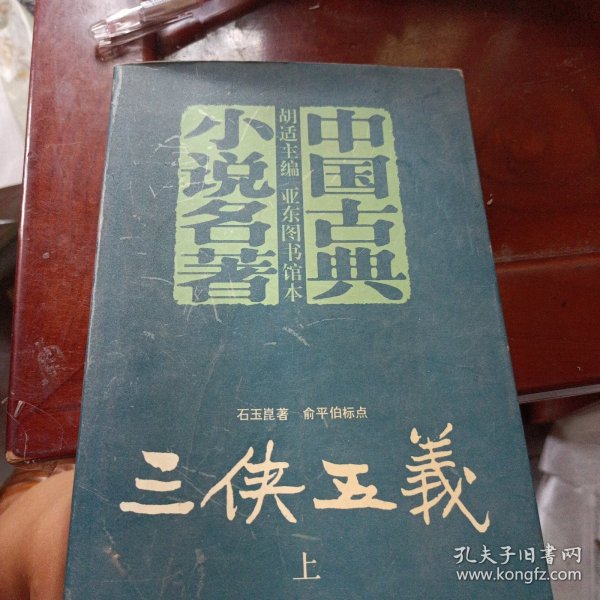 中国古典
胡适主编 亚东图书馆本
小说名著
石玉崑著 俞平伯标点
三侠五義
上
孔夫子旧书网
www.kongfz.com